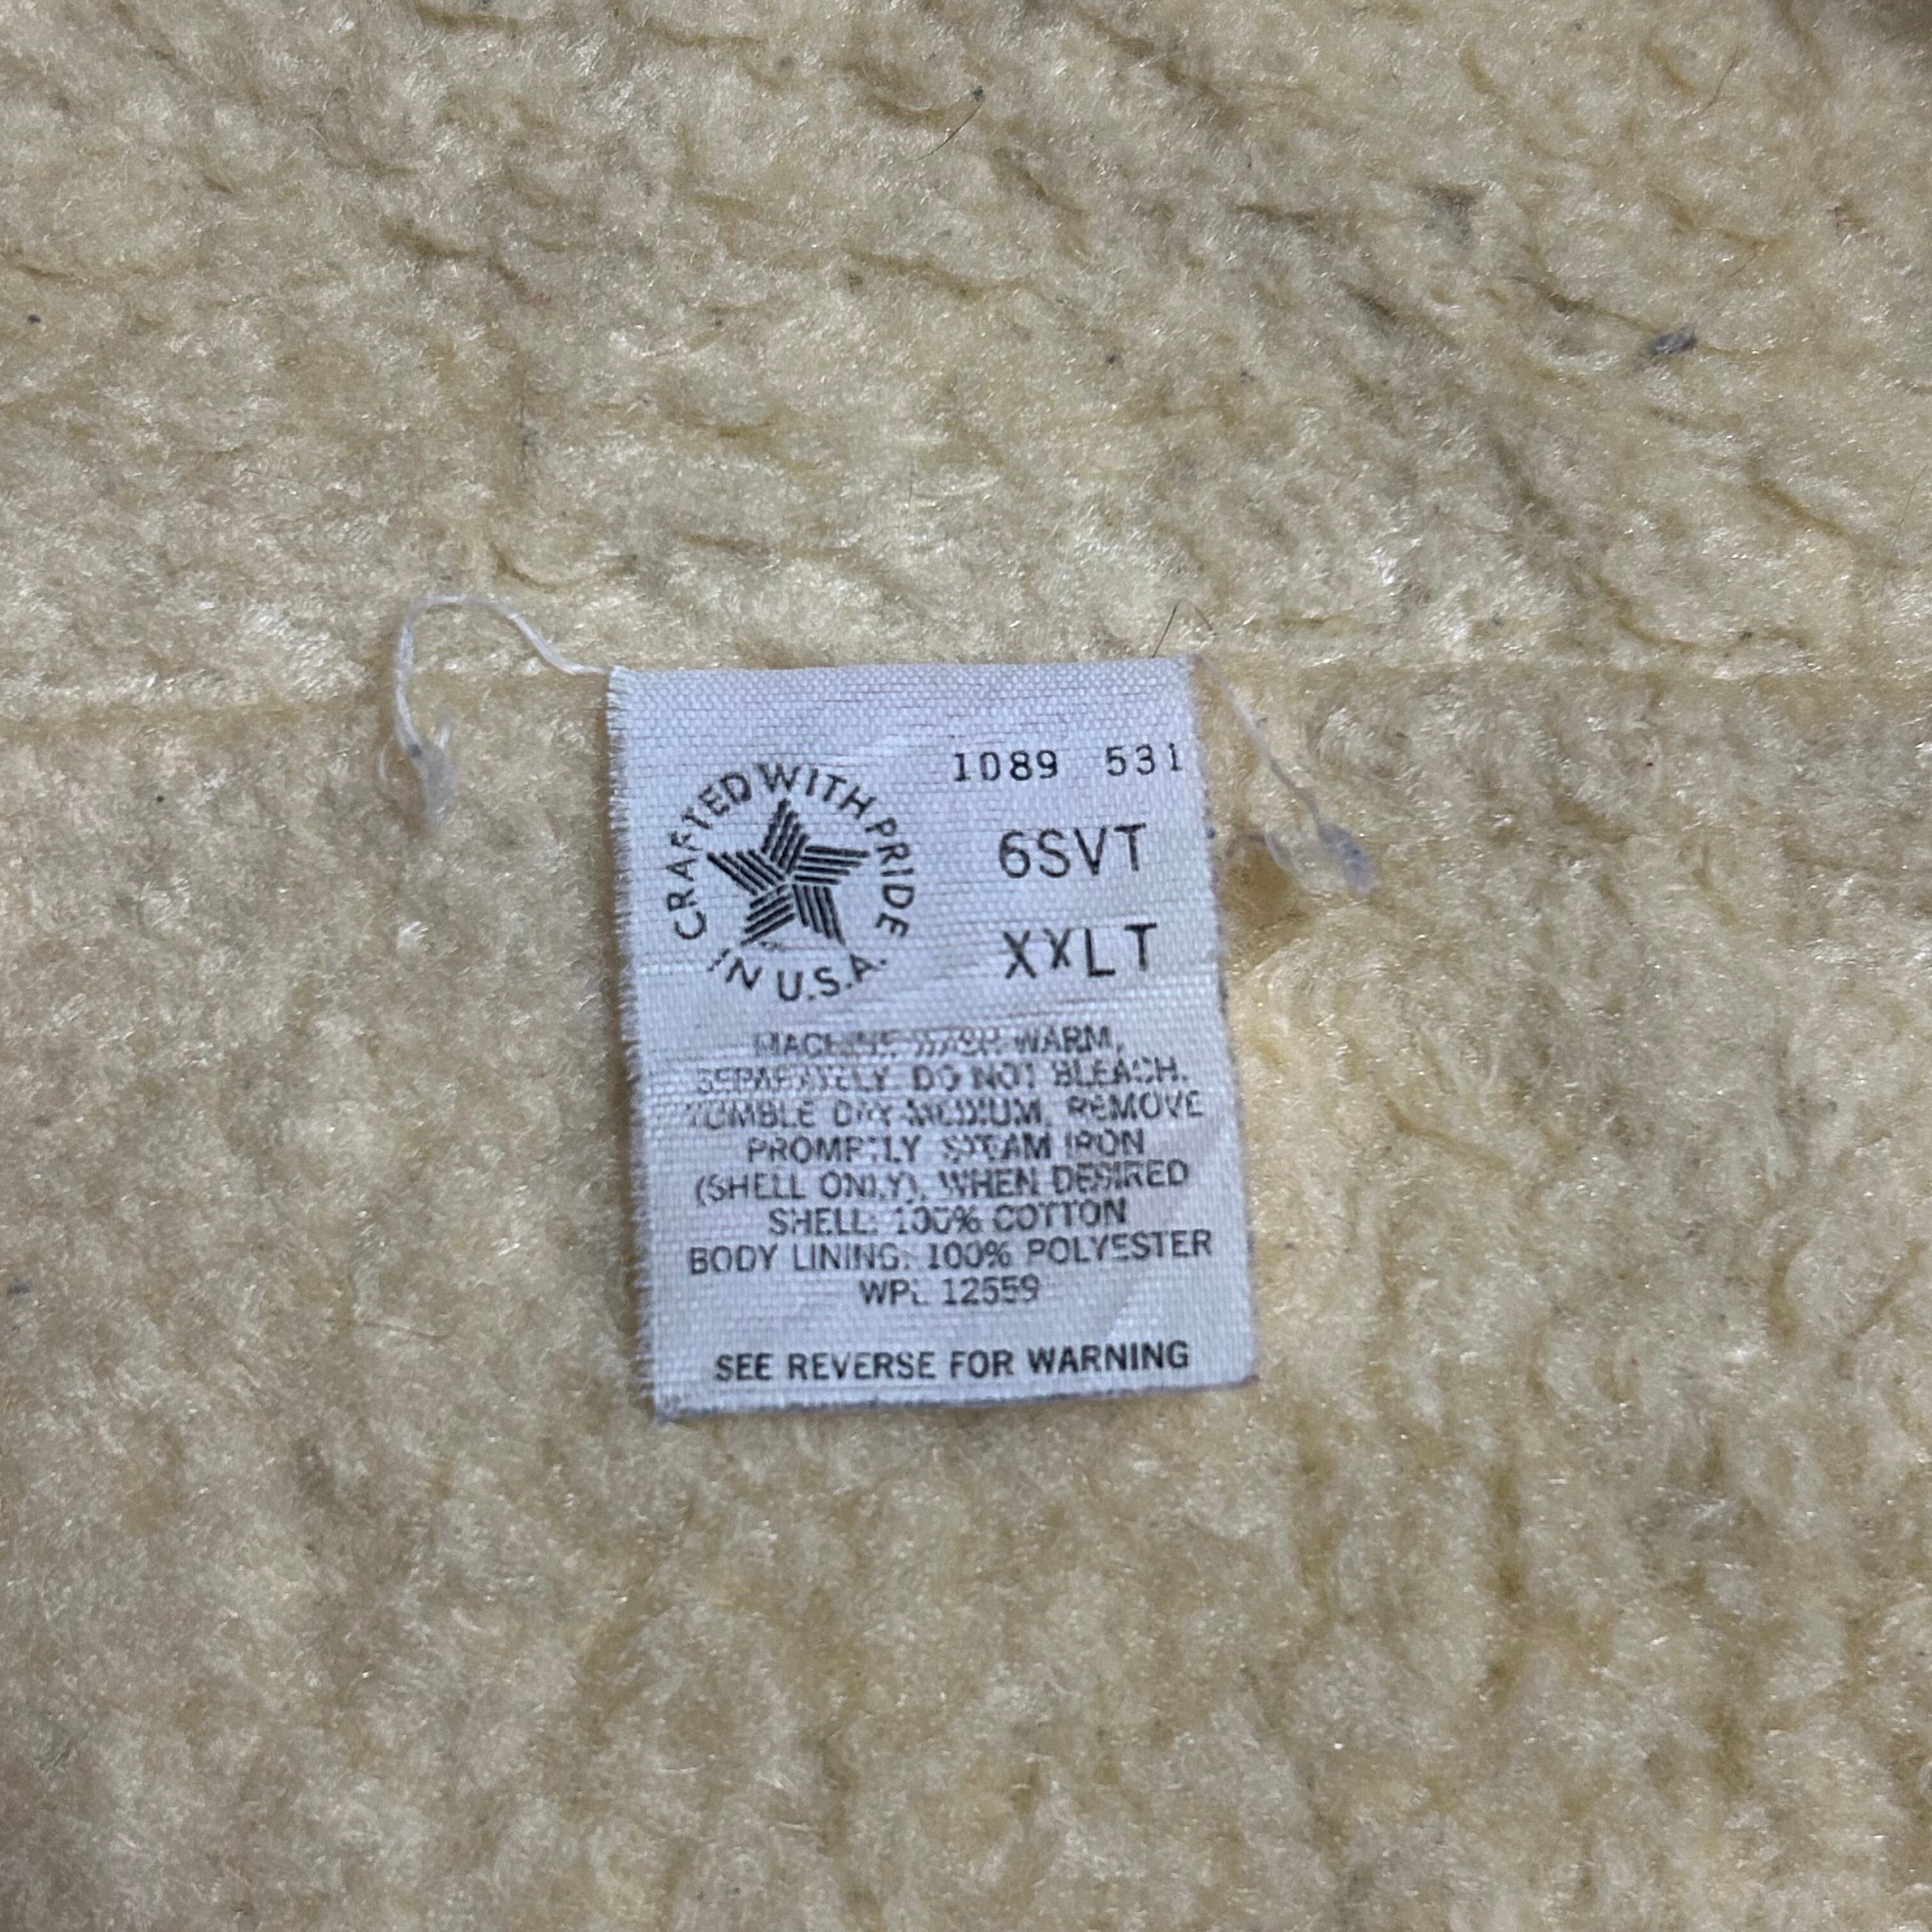 1089 531
CRAFTED WITH PRIDE
IN U.S.A.
6SVT
XXLT
MACHINE WASH WARM,
SEPARATELY. DO NOT BLEACH.
TUMBLE DRY MEDIUM, REMOVE
PROMPTLY STEAM IRON
(SHELL ONLY), WHEN DESIRED
SHELL: 100% COTTON
BODY LINING: 100% POLYESTER
WPL 12559
SEE REVERSE FOR WARNING